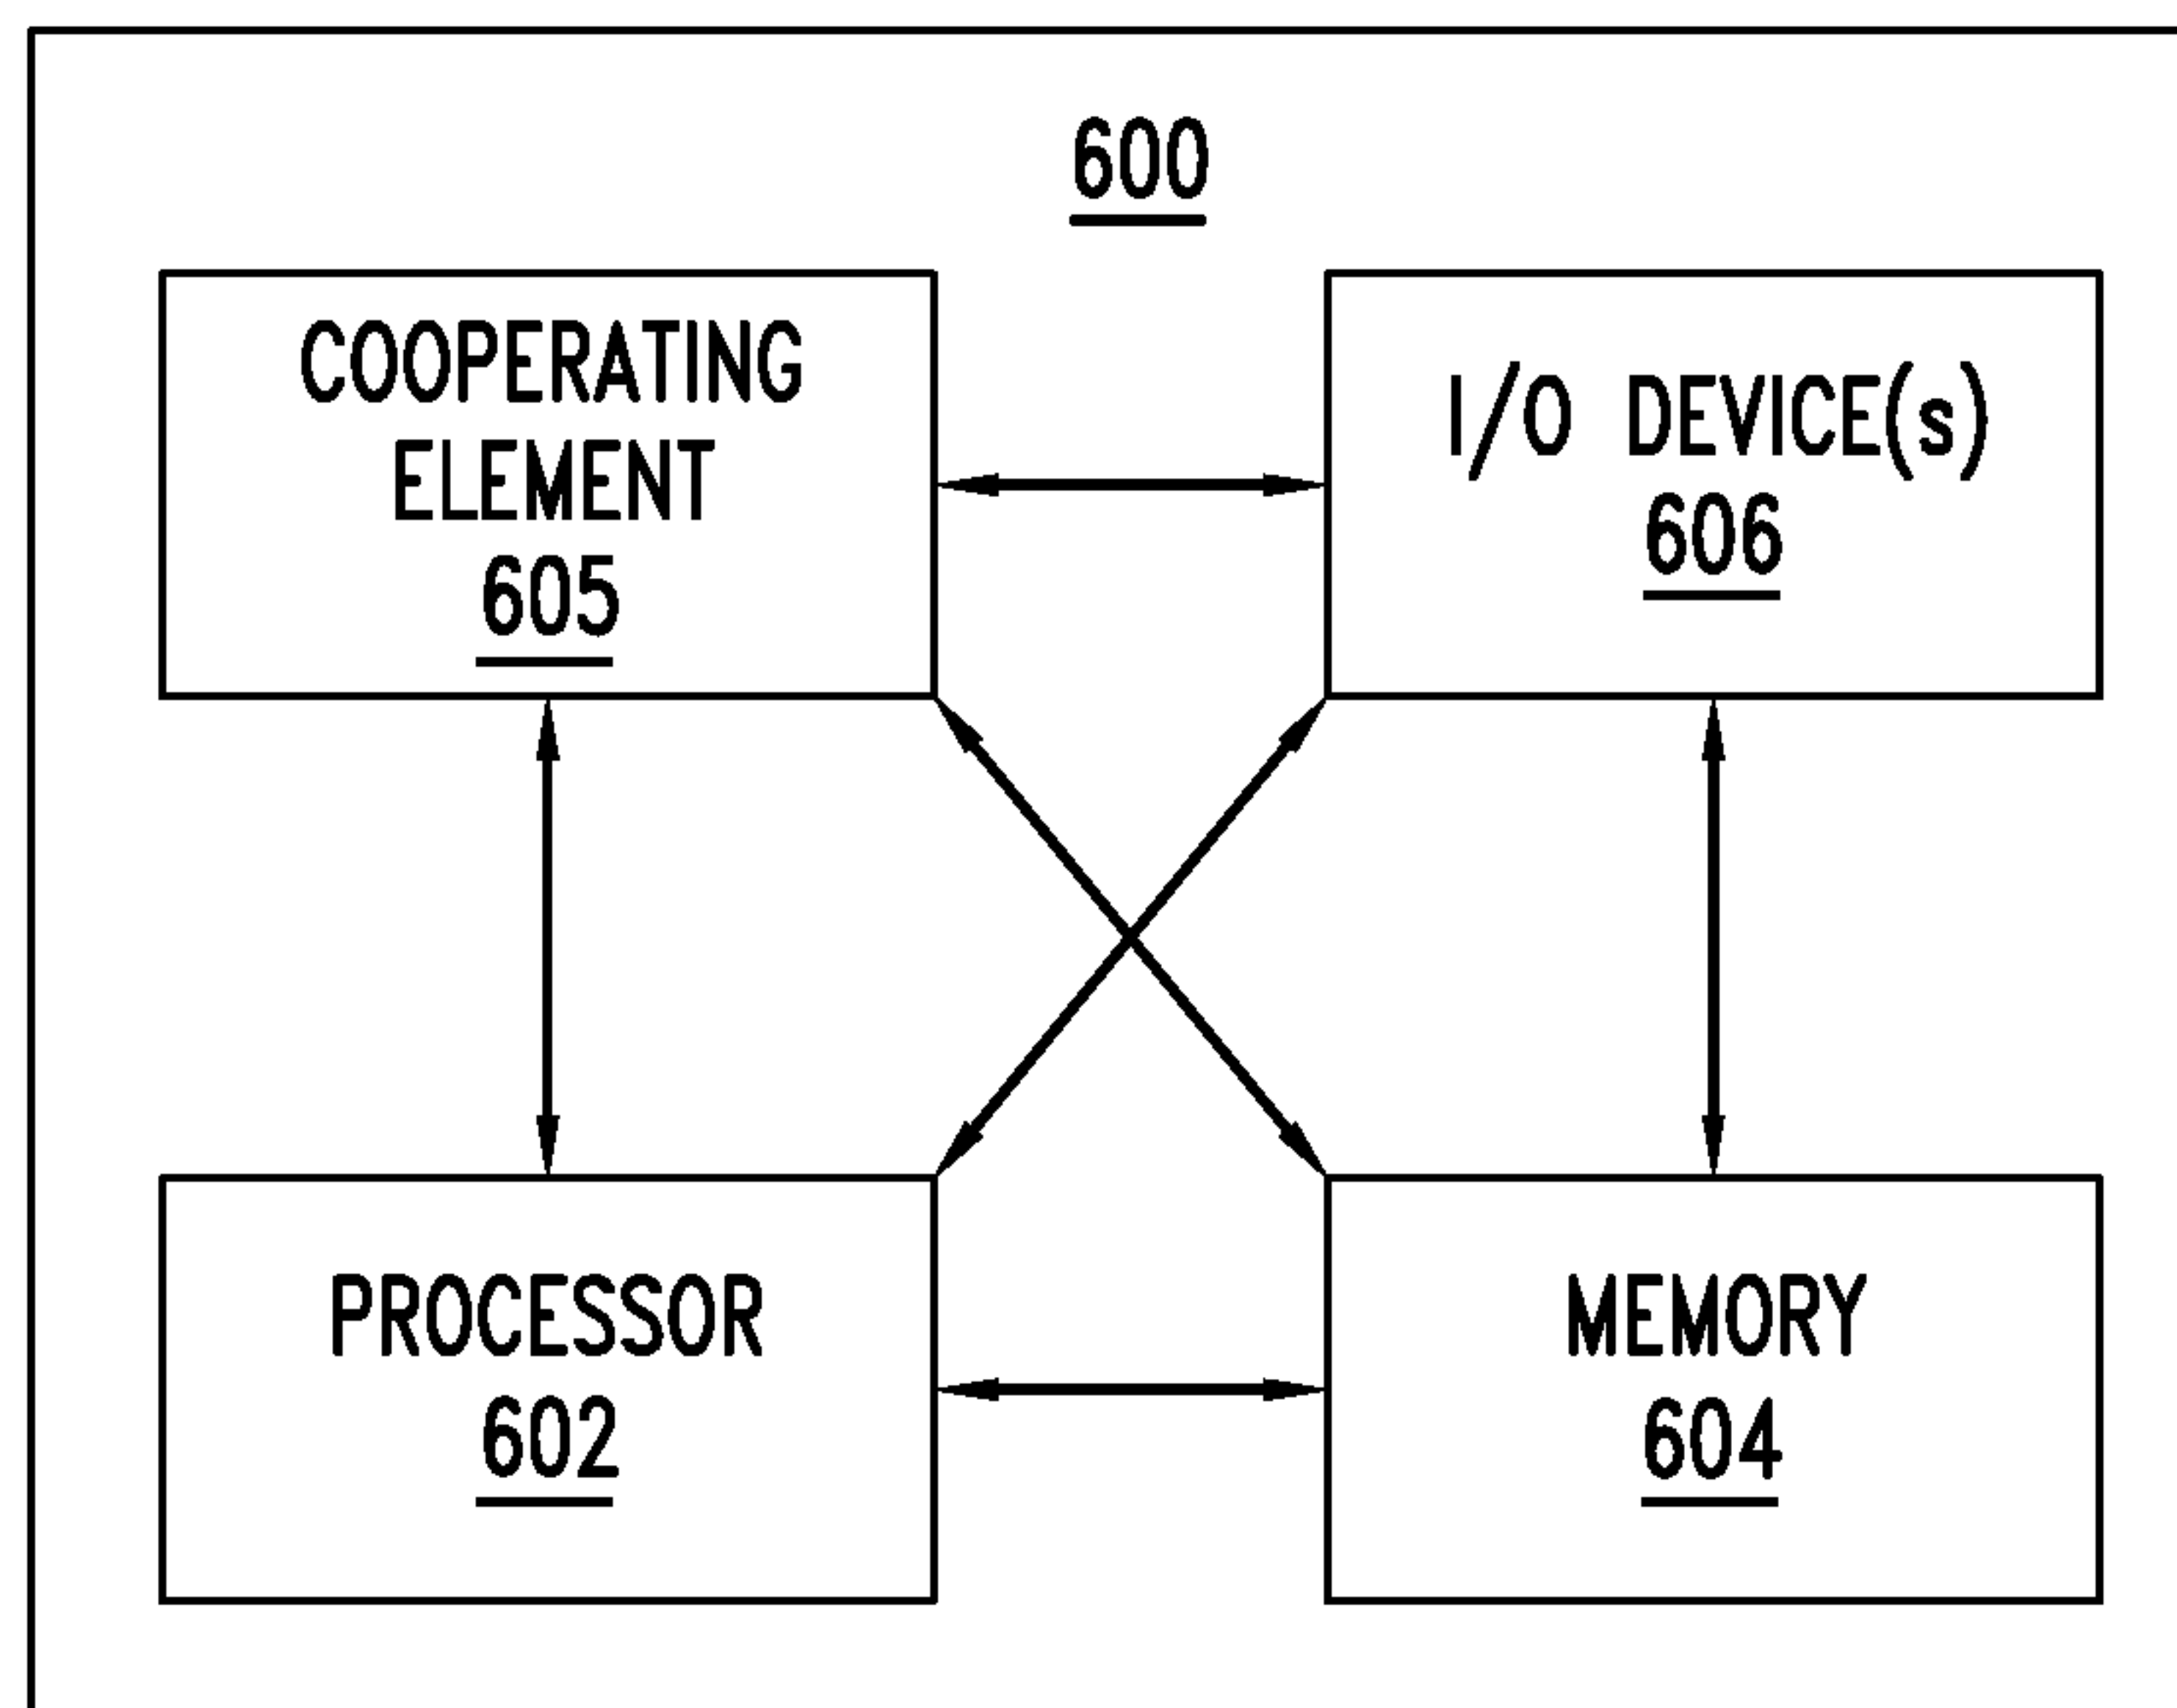 600
COOPERATING
ELEMENT
605
I/O DEVICE(s)
606
PROCESSOR
602
MEMORY
604